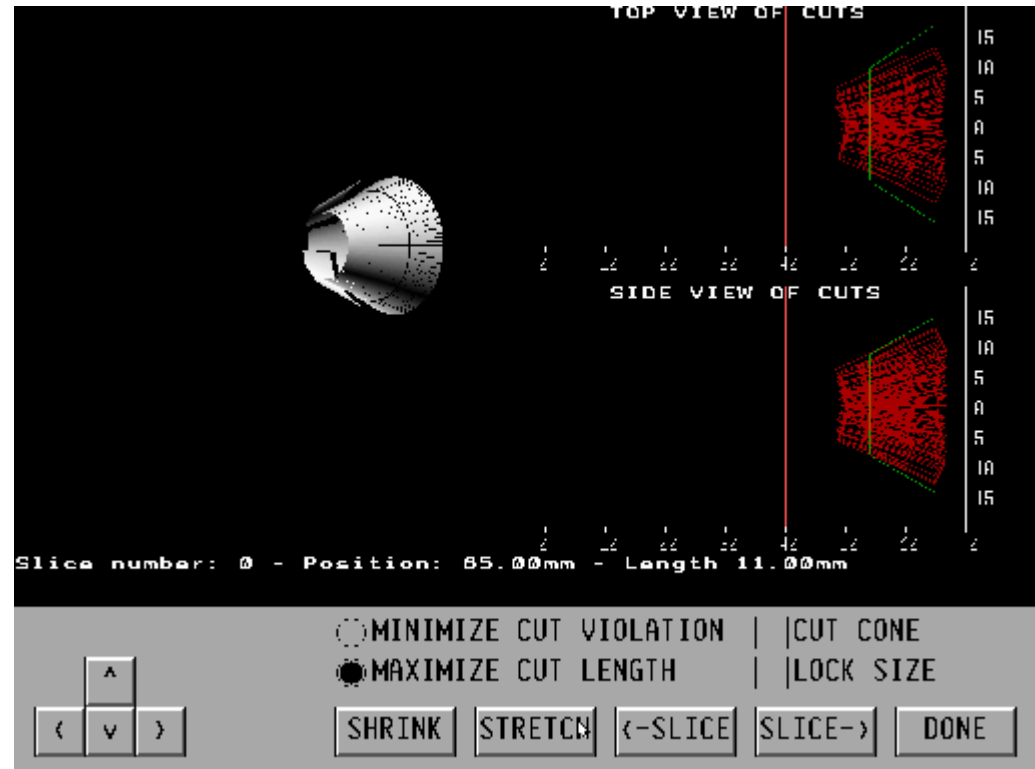 TOP VIEW OF CUTS
15
10
5
0
5
10
15
SIDE VIEW OF CUTS
15
10
5
0
5
10
15
Slice number: 0 - Position: 65.00mm - Length 11.00mm
MINIMIZE CUT VIOLATION | |CUT CONE
MAXIMIZE CUT LENGTH | |LOCK SIZE
^
< v >
SHRINK STRETCH <-SLICE SLICE-> DONE